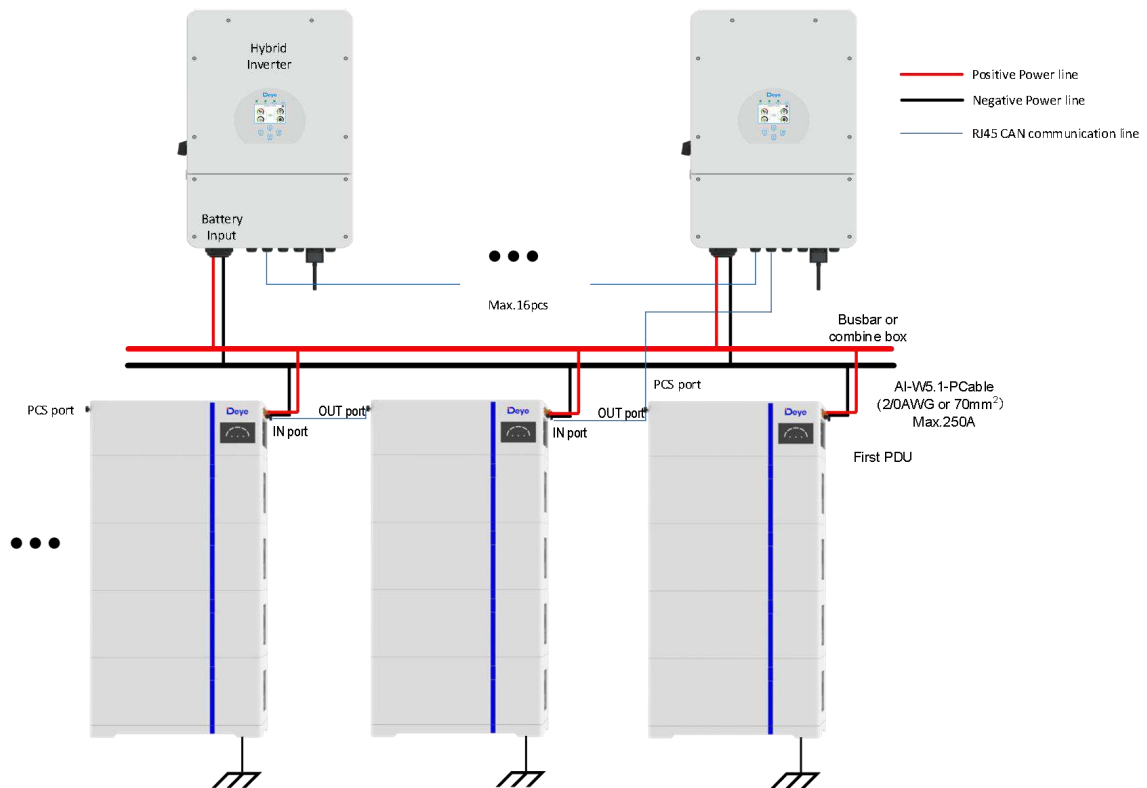 Hybrid
Inverter
Deye
Battery
Input
Deye
Positive Power line
Negative Power line
RJ45 CAN communication line
Max.16pcs
Busbar or
combine box
PCS port
OUT port
IN port
PCS port
OUT port
IN port
AI-W5.1-PCable
(2/0AWG or 70mm²)
Max.250A
First PDU
Deye
Deye
Deye